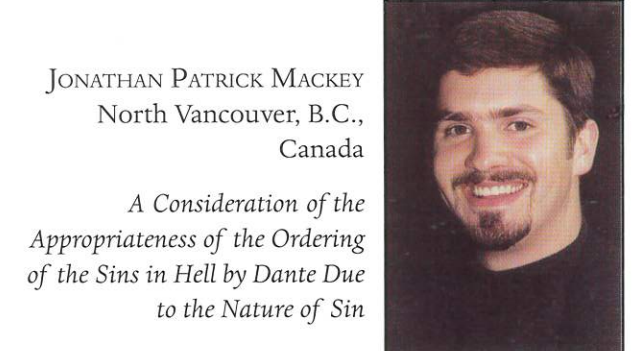 Jonathan Patrick Mackey
North Vancouver, B.C.,
Canada
A Consideration of the
Appropriateness of the Ordering
of the Sins in Hell by Dante Due
to the Nature of Sin